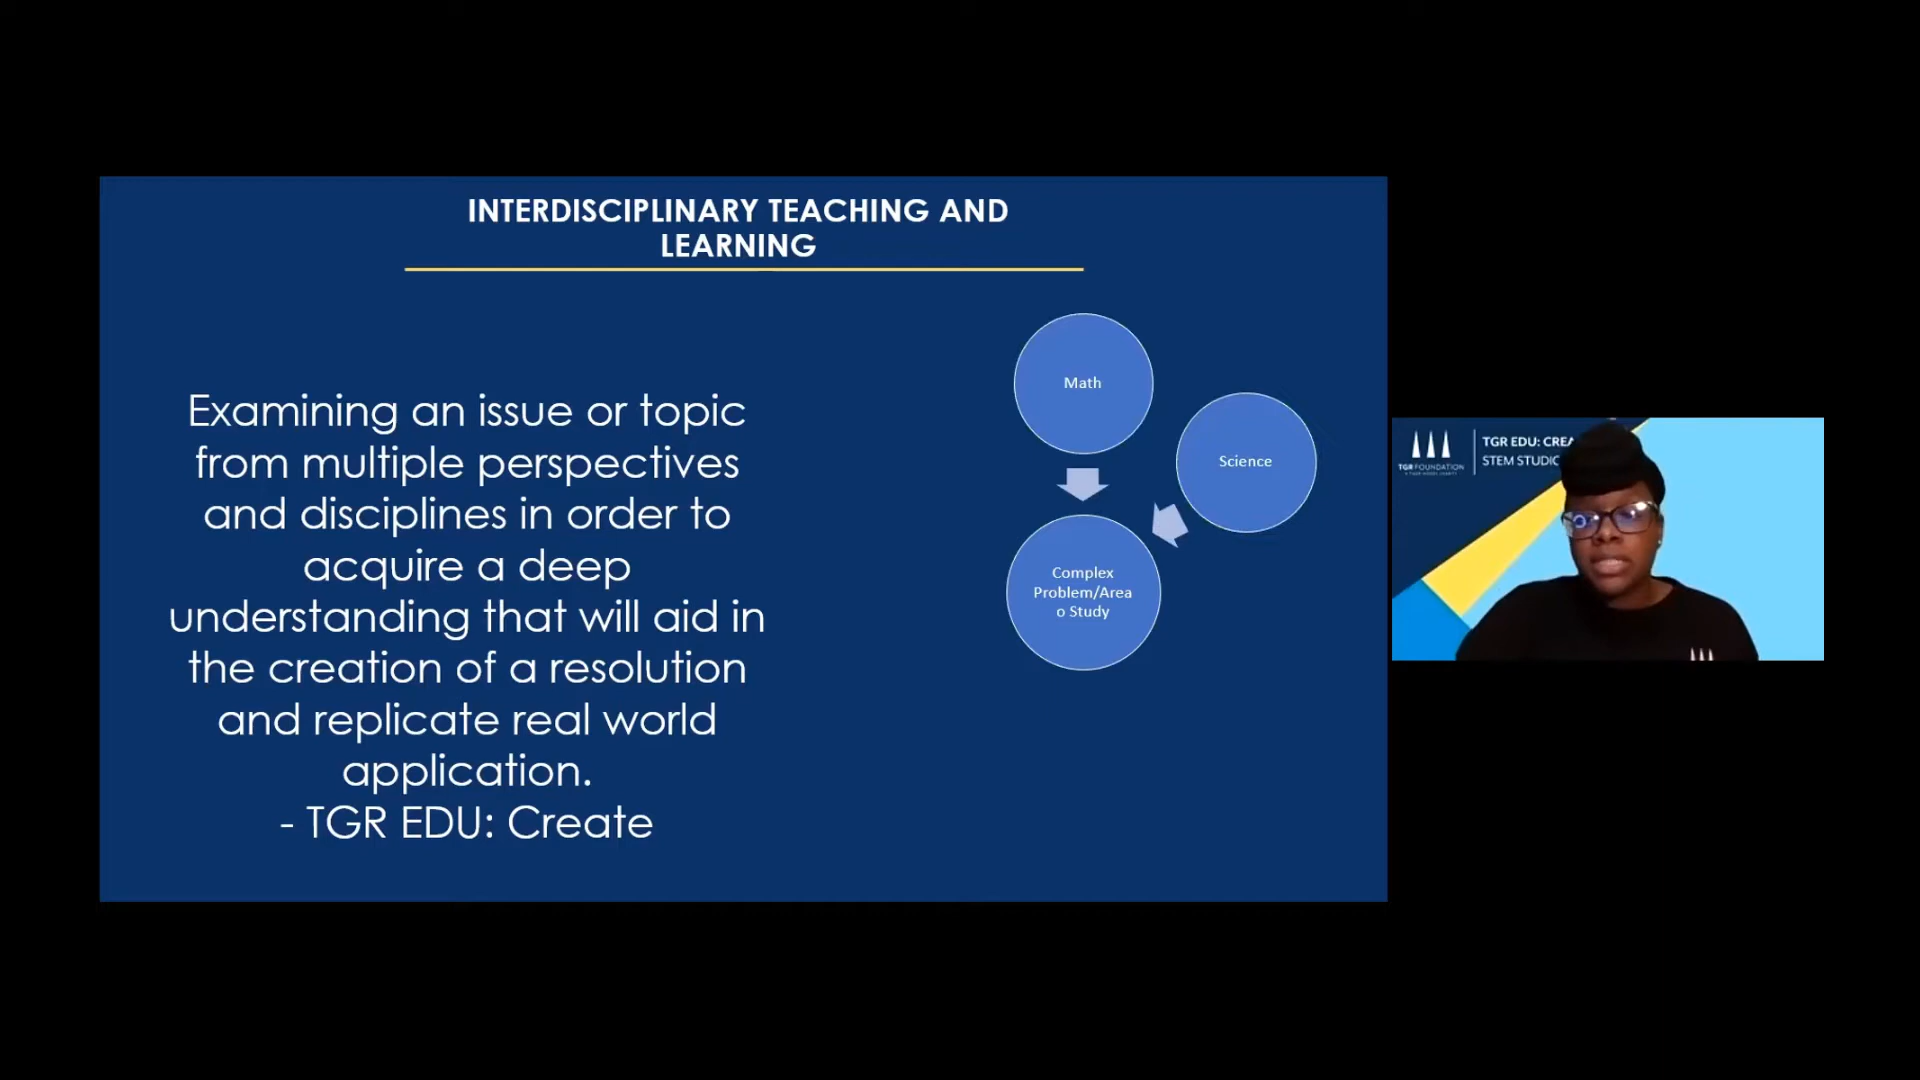 INTERDISCIPLINARY TEACHING AND
LEARNING
Examining an issue or topic
from multiple perspectives
and disciplines in order to
acquire a deep
understanding that will aid in
the creation of a resolution
and replicate real world
application.
- TGR EDU: Create
Math
Science
Complex
Problem/Area
o Study
TGR FOUNDATION
TGR EDU: CREA
STEM STUDIO